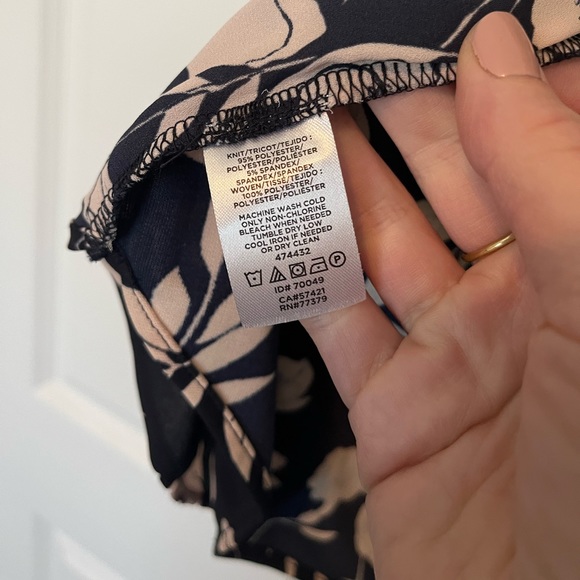 KNIT/TRICOT/TEJIDO :
95% POLYESTER/
POLYESTER/POLIÉSTER
5% SPANDEX/
SPANDEX/SPANDEX
WOVEN/TISSÉ/TEJIDO :
100% POLYESTER/
POLYESTER/POLIÉSTER
MACHINE WASH COLD
ONLY NON-CHLORINE
BLEACH WHEN NEEDED
TUMBLE DRY LOW
COOL IRON IF NEEDED
OR DRY CLEAN
474432
P
ID# 70049
CA#57421
RN#77379